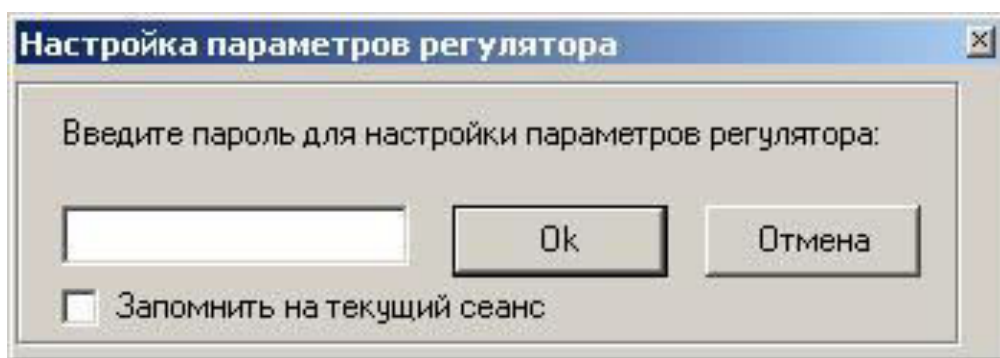 Настройка параметров регулятора
Введите пароль для настройки параметров регулятора:
Ok
Отмена
Запомнить на текущий сеанс